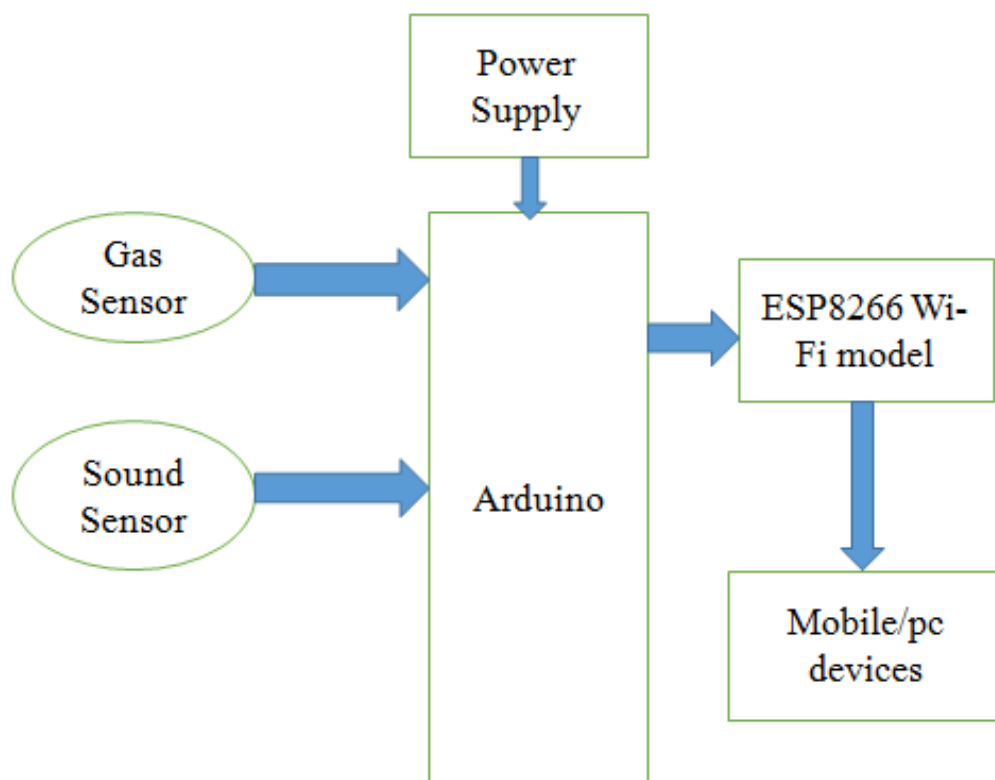 Power
Supply
Gas
Sensor
ESP8266 Wi-
Fi model
Sound
Sensor
Arduino
Mobile/pc
devices